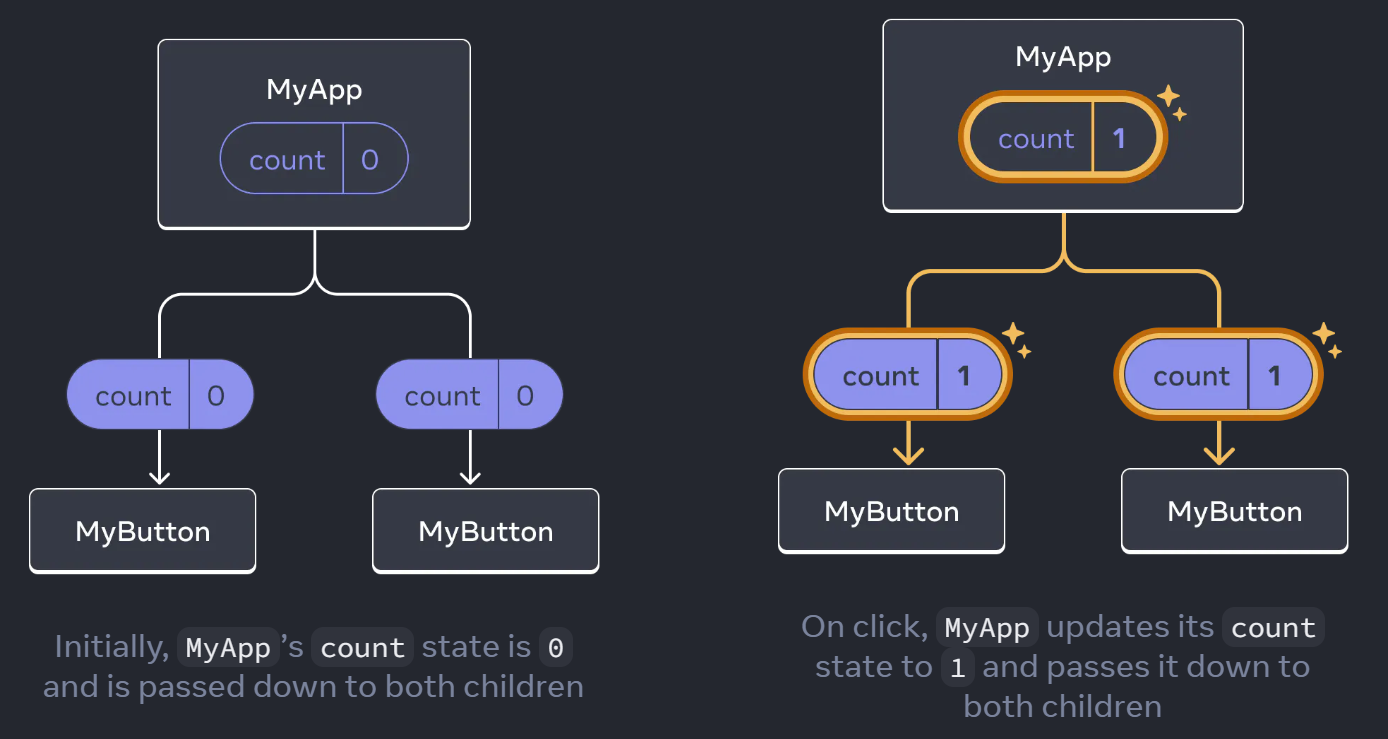 MyApp
count 0
count 0
count 0
MyButton
MyButton
Initially, MyApp’s count state is 0
and is passed down to both children
MyApp
count 1
count 1
count 1
MyButton
MyButton
On click, MyApp updates its count
state to 1 and passes it down to
both children